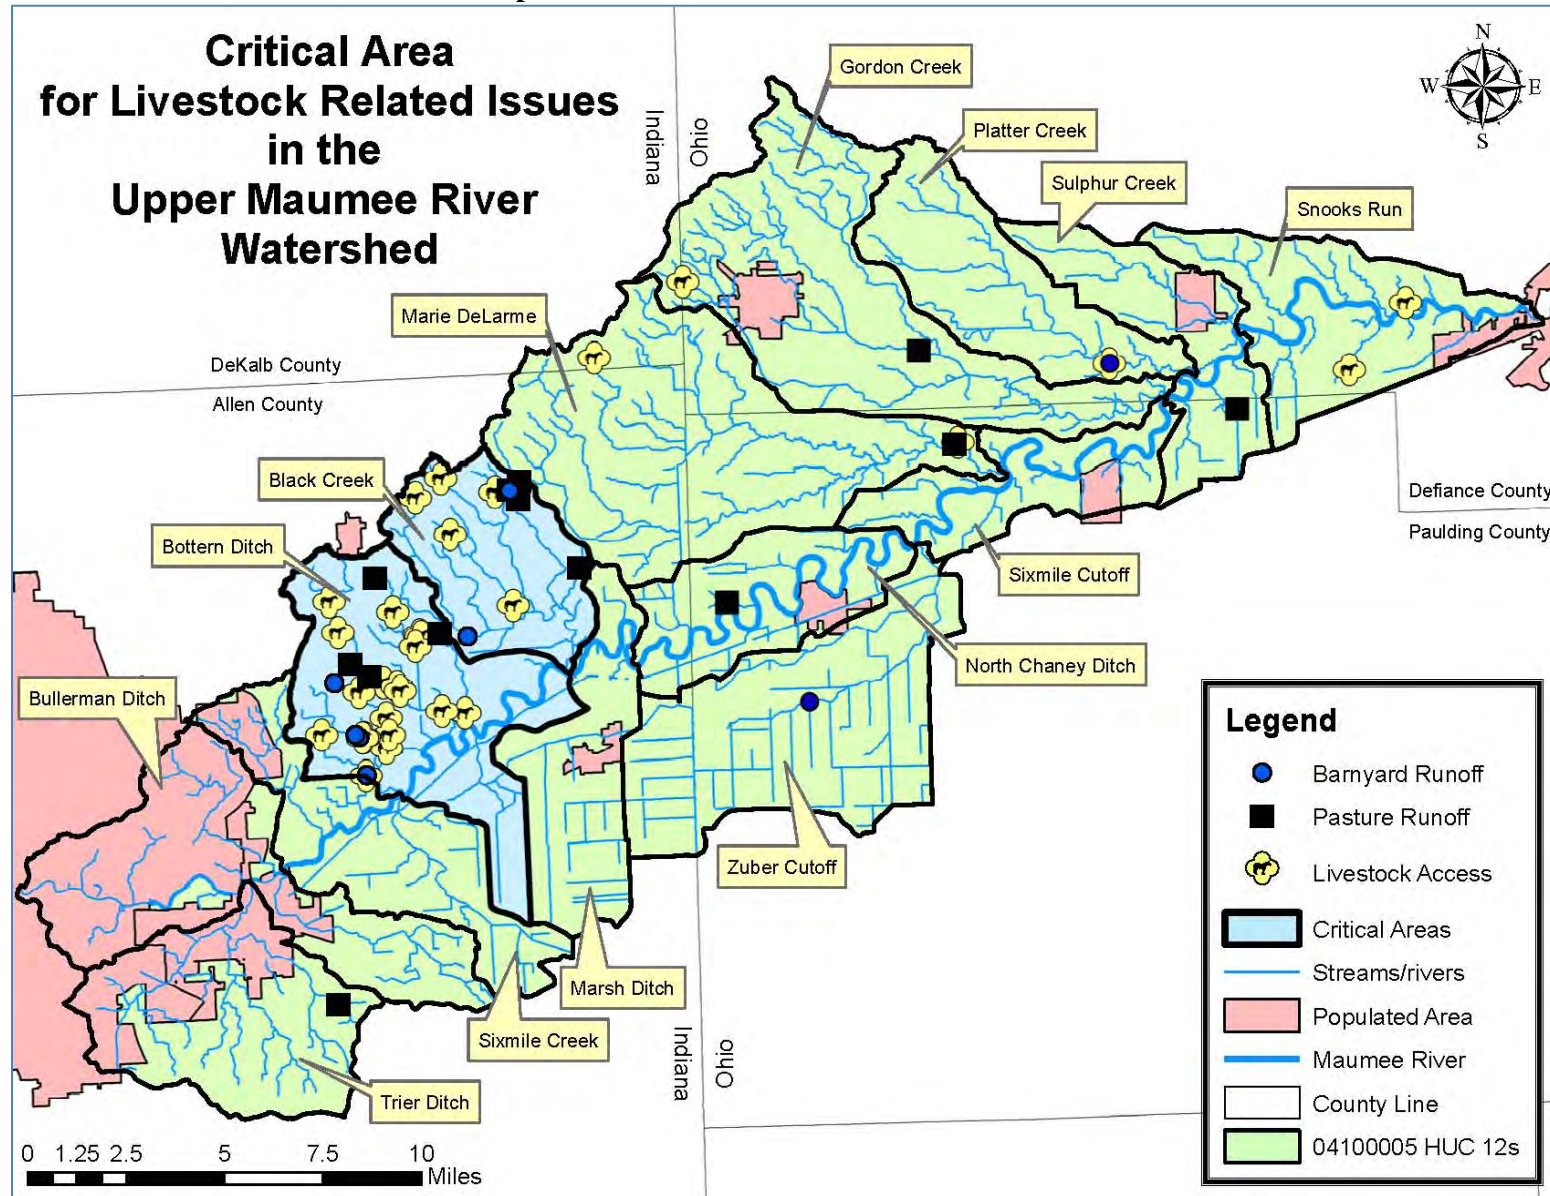 Critical Area
for Livestock Related Issues
in the
Upper Maumee River
Watershed
N
W
E
S
Gordon Creek
Platter Creek
Sulphur Creek
Snooks Run
Indiana
Ohio
Marie DeLarme
DeKalb County
Allen County
Black Creek
Bottern Ditch
Defiance County
Paulding County
Sixmile Cutoff
North Chaney Ditch
Bullerman Ditch
Zuber Cutoff
Marsh Ditch
Sixmile Creek
Trier Ditch
Indiana
Ohio
Legend
Barnyard Runoff
Pasture Runoff
Livestock Access
Critical Areas
Streams/rivers
Populated Area
Maumee River
County Line
04100005 HUC 12s
0 1.25 2.5 5 7.5 10
Miles